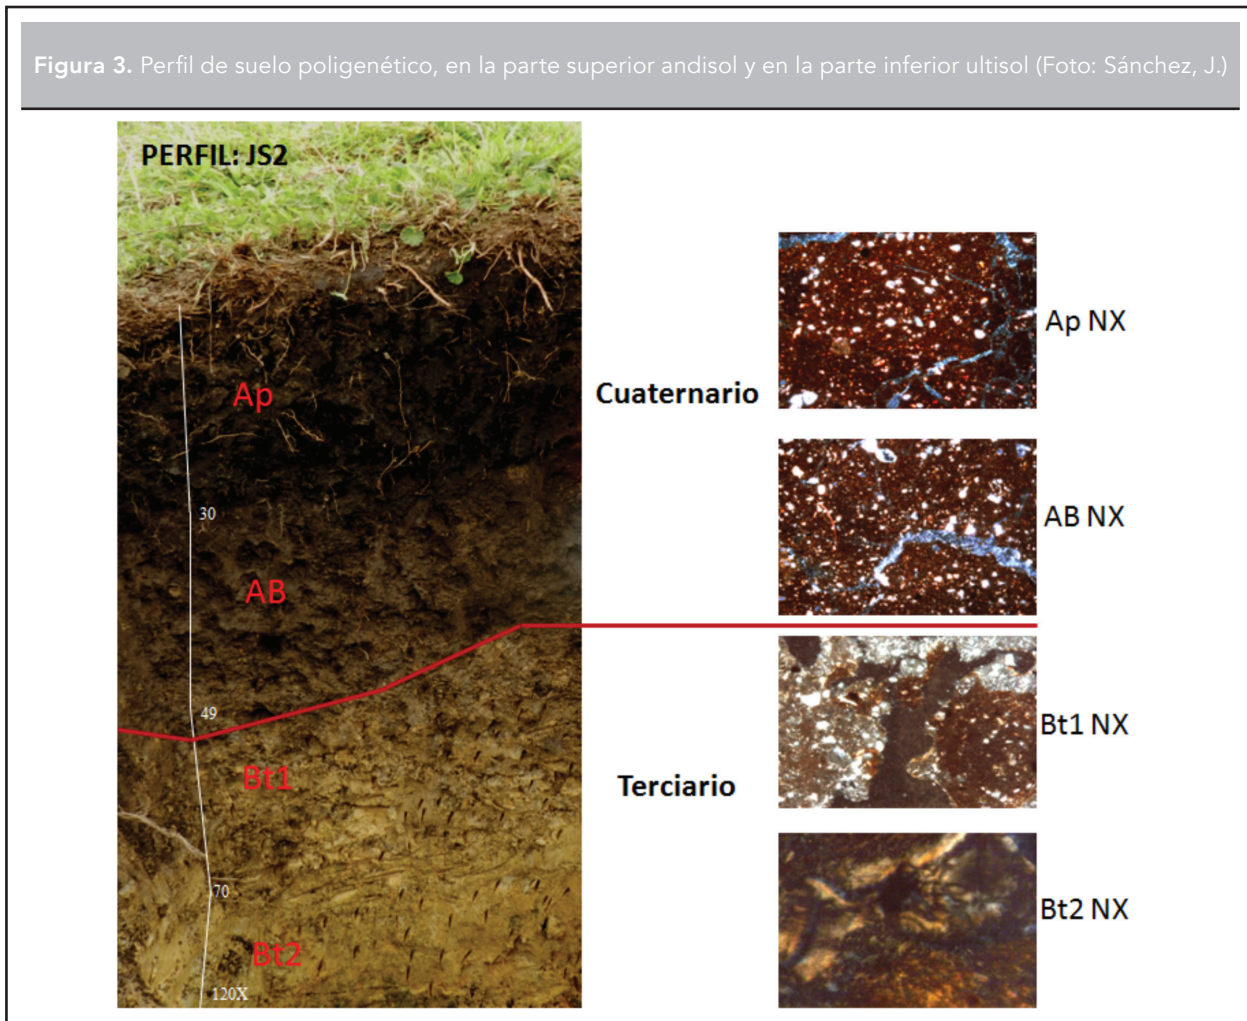 Figura 3. Perfil de suelo poligenético, en la parte superior andisol y en la parte inferior ultisol (Foto: Sánchez, J.)
PERFIL: JS2
Ap
30
AB
49
Bt1
70
Bt2
120X
Cuaternario
Terciario
Ap NX
AB NX
Bt1 NX
Bt2 NX